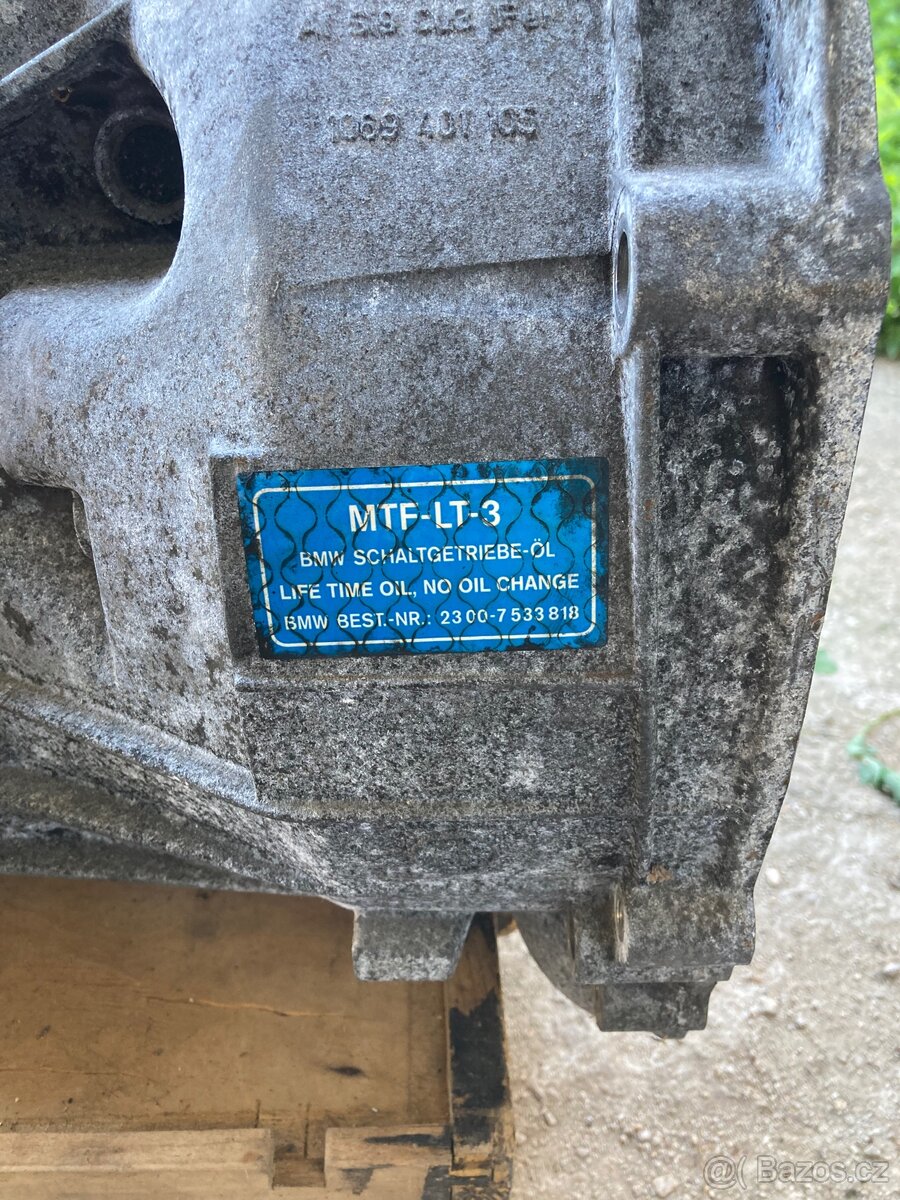 1069 401 168
MTF-LT-3
BMW SCHALTGETRIEBE-ÖL
LIFE TIME OIL, NO OIL CHANGE
BMW BEST.-NR.: 23 00-7 533 818
Bazos.cz